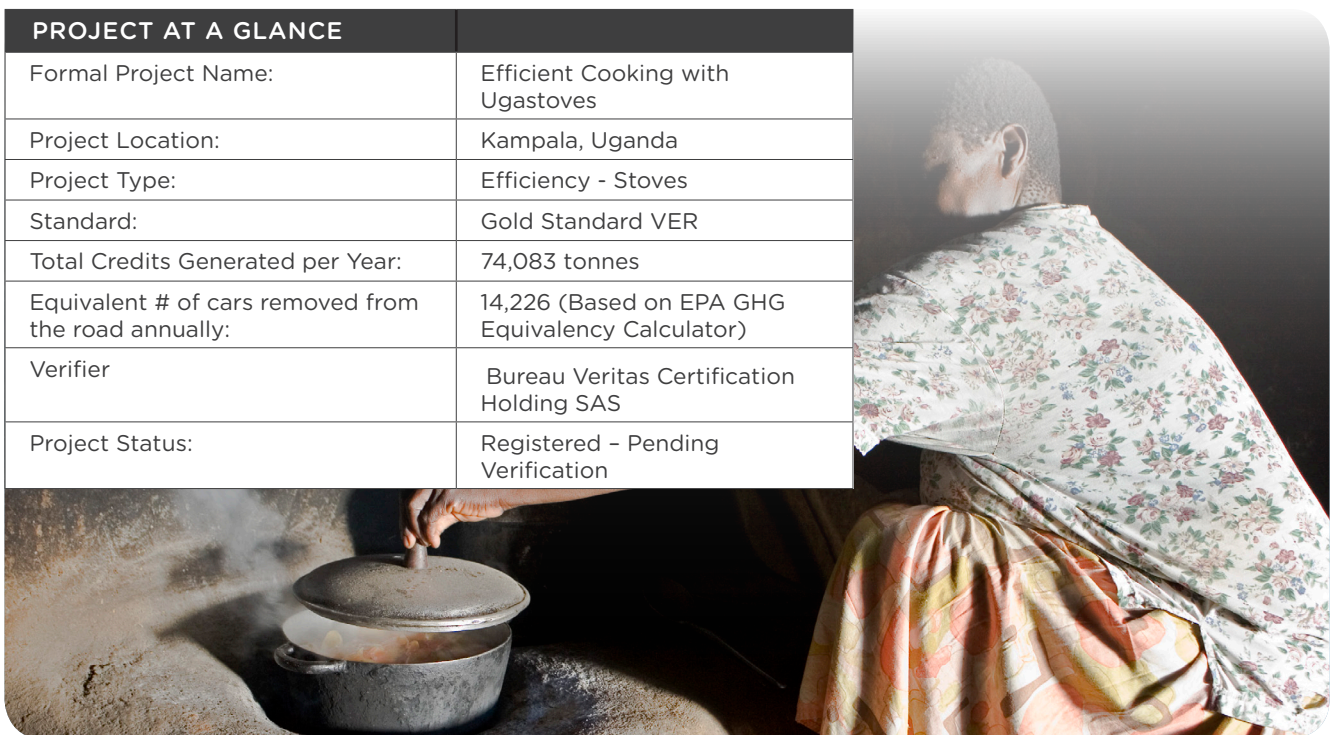 PROJECT AT A GLANCE
Formal Project Name:
Efficient Cooking with
Ugastoves
Project Location:
Kampala, Uganda
Project Type:
Efficiency - Stoves
Standard:
Gold Standard VER
Total Credits Generated per Year:
74,083 tonnes
Equivalent # of cars removed from
the road annually:
14,226 (Based on EPA GHG
Equivalency Calculator)
Verifier
Bureau Veritas Certification
Holding SAS
Project Status:
Registered – Pending
Verification